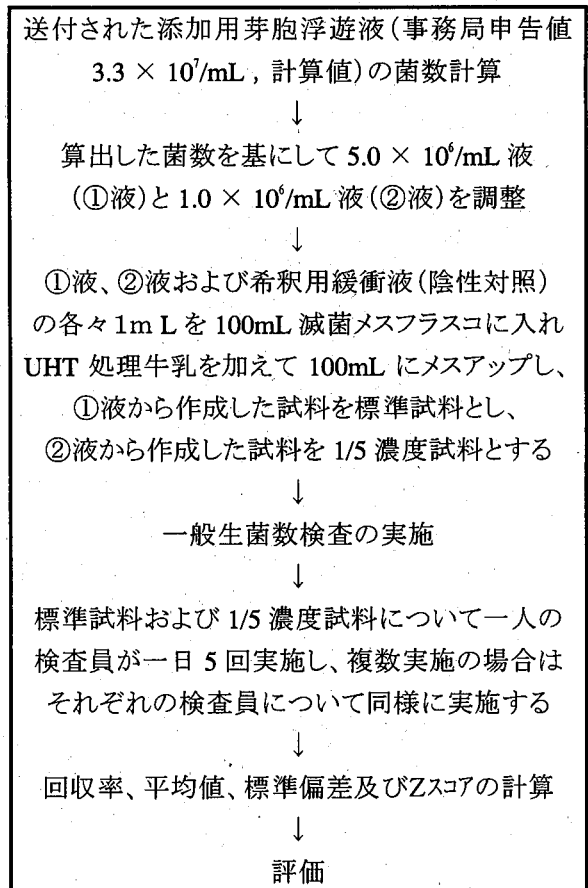 送付された添加用芽胞浮遊液(事務局申告値
3.3 × 10⁷/mL , 計算値)の菌数計算
↓
算出した菌数を基にして 5.0 × 10⁶/mL 液
(①液)と 1.0 × 10⁶/mL 液(②液)を調整
↓
①液、②液および希釈用緩衝液(陰性対照)
の各々1m L を 100mL 滅菌メスフラスコに入れ
UHT 処理牛乳を加えて 100mL にメスアップし、
①液から作成した試料を標準試料とし、
②液から作成した試料を 1/5 濃度試料とする
↓
一般生菌数検査の実施
↓
標準試料および 1/5 濃度試料について一人の
検査員が一日 5 回実施し、複数実施の場合は
それぞれの検査員について同様に実施する
↓
回収率、平均値、標準偏差及びZスコアの計算
↓
評価